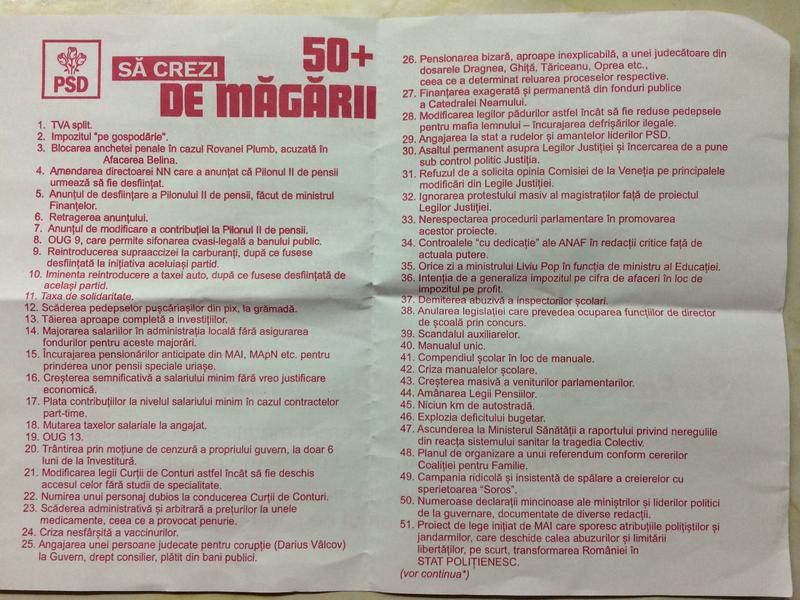 PSD
SĂ CREZI
50+
DE MĂGĂRII
1. TVA split.
2. Impozitul "pe gospodărie".
3. Blocarea anchetei penale în cazul Rovanei Plumb, acuzată în
Afacerea Belina.
4. Amendarea directoarei NN care a anunțat că Pilonul II de pensii
urmează să fie desființat.
5. Anunțul de desființare a Pilonului II de pensii, făcut de ministrul
Finanțelor.
6. Retragerea anunțului.
7. Anunțul de modificare a contribuției la Pilonul II de pensii.
8. OUG 9, care permite sifonarea cvasi-legală a banului public.
9. Reintroducerea supraaccizei la carburanți, după ce fusese
desființată la inițiativa aceluiași partid.
10. Iminenta reintroducere a taxei auto, după ce fusese desființată de
același partid.
11. Taxa de solidaritate.
12. Scăderea pedepselor pușcăriașilor din pix, la grămadă.
13. Tăierea aproape completă a investițiilor.
14. Majorarea salariilor în administrația locală fără asigurarea
fondurilor pentru aceste majorări.
15. Încurajarea pensionărilor anticipate din MAI, MApN etc. pentru
prinderea unor pensii speciale uriașe.
16. Creșterea semnificativă a salariului minim fără vreo justificare
economică.
17. Plata contribuțiilor la nivelul salariului minim în cazul contractelor
part-time.
18. Mutarea taxelor salariale la angajat.
19. OUG 13.
20. Trântirea prin moțiune de cenzură a propriului guvern, la doar 6
luni de la învestitură.
21. Modificarea legii Curții de Conturi astfel încât să fie deschis
accesul celor fără studii de specialitate.
22. Numirea unui personaj dubios la conducerea Curții de Conturi.
23. Scăderea administrativă și arbitrară a prețurilor la unele
medicamente, ceea ce a provocat penurie.
24. Criza nesfârșită a vaccinurilor.
25. Angajarea unei persoane judecate pentru corupție (Darius Vâlcov)
la Guvern, drept consilier, plătit din bani publici.
26. Pensionarea bizară, aproape inexplicabilă, a unei judecătoare din
dosarele Dragnea, Ghiță, Tăriceanu, Oprea etc.,
ceea ce a determinat reluarea proceselor respective.
27. Finanțarea exagerată și permanentă din fonduri publice
a Catedralei Neamului.
28. Modificarea legilor pădurilor astfel încât să fie reduse pedepsele
pentru mafia lemnului – încurajarea defrișărilor ilegale.
29. Angajarea la stat a rudelor și amantelor liderilor PSD.
30. Asaltul permanent asupra Legilor Justiției și încercarea de a pune
sub control politic Justiția.
31. Refuzul de a solicita opinia Comisiei de la Veneția pe principalele
modificări din Legile Justiției.
32. Ignorarea protestului masiv al magistraților față de proiectul
Legilor Justiției.
33. Nerespectarea procedurii parlamentare în promovarea
acestor proiecte.
34. Controalele "cu dedicație" ale ANAF în redacții critice față de
actuala putere.
35. Orice zi a ministrului Liviu Pop în funcția de ministru al Educației.
36. Intenția de a generaliza impozitul pe cifra de afaceri în loc de
impozitul pe profit.
37. Demiterea abuzivă a inspectorilor școlari.
38. Anularea legislației care prevedea ocuparea funcțiilor de director
de școală prin concurs.
39. Scandalul auxiliarelor.
40. Manualul unic.
41. Compendiul școlar în loc de manuale.
42. Criza manualelor școlare.
43. Creșterea masivă a veniturilor parlamentarilor.
44. Amânarea Legii Pensiilor.
45. Niciun km de autostradă.
46. Explozia deficitului bugetar.
47. Ascunderea la Ministerul Sănătății a raportului privind neregulile
din reacța sistemului sanitar la tragedia Colectiv.
48. Planul de organizare a unui referendum conform cererilor
Coaliției pentru Familie.
49. Campania ridicolă și insistentă de spălare a creierelor cu
sperietoarea "Soros".
50. Numeroase declarații mincinoase ale miniștrilor și liderilor politici
de la guvernare, documentate de diverse redacții.
51. Proiect de lege inițiat de MAI care sporesc atribuțiile polițiștilor și
jandarmilor, care deschide calea abuzurilor și limitării
libertăților, pe scurt, transformarea României în
STAT POLIȚIENESC.
(vor continua*)